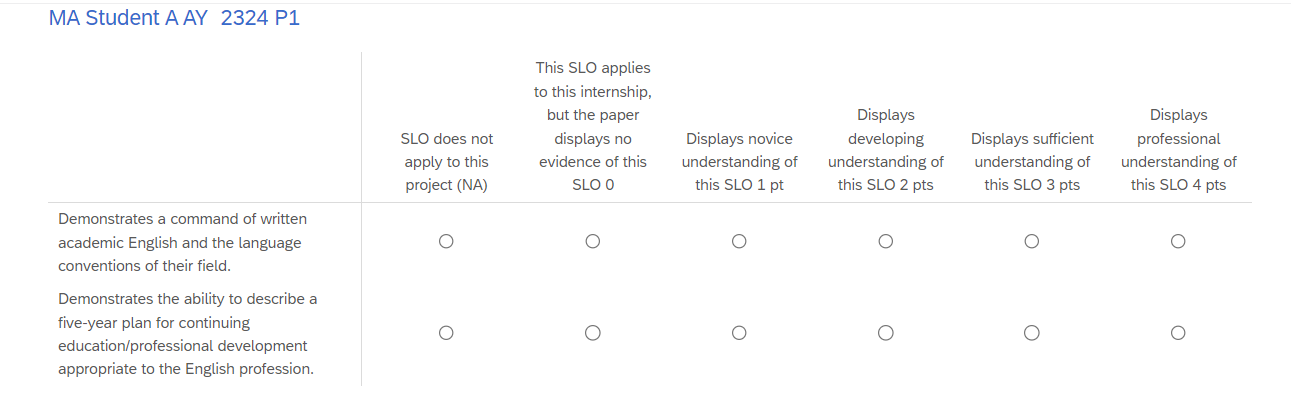 MA Student A AY 2324 P1
SLO does not
apply to this
project (NA)
This SLO applies
to this internship,
but the paper
displays no
evidence of this
SLO 0
Displays novice
understanding of
this SLO 1 pt
Displays
developing
understanding of
this SLO 2 pts
Displays sufficient
understanding of
this SLO 3 pts
Displays
professional
understanding of
this SLO 4 pts
Demonstrates a command of written
academic English and the language
conventions of their field.
Demonstrates the ability to describe a
five-year plan for continuing
education/professional development
appropriate to the English profession.